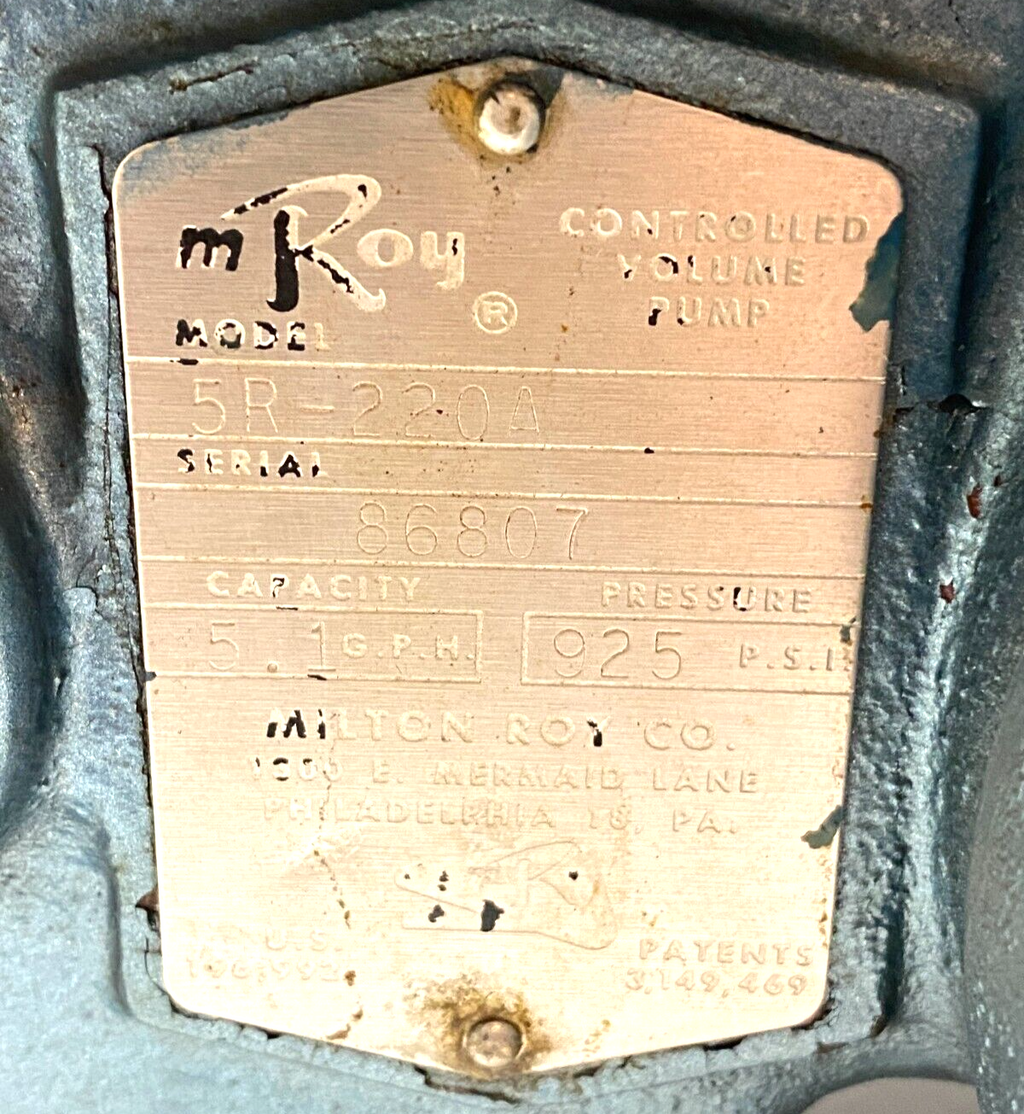 mRoy ®
CONTROLLED
VOLUME
PUMP
MODEL
5R-220A
SERIAL
86807
CAPACITY
5.1 G.P.H.
PRESSURE
925 P.S.I.
MILTON ROY CO.
1300 E. MERMAID LANE
PHILADELPHIA 18, PA.
U.S.
PATENTS
3,149,469